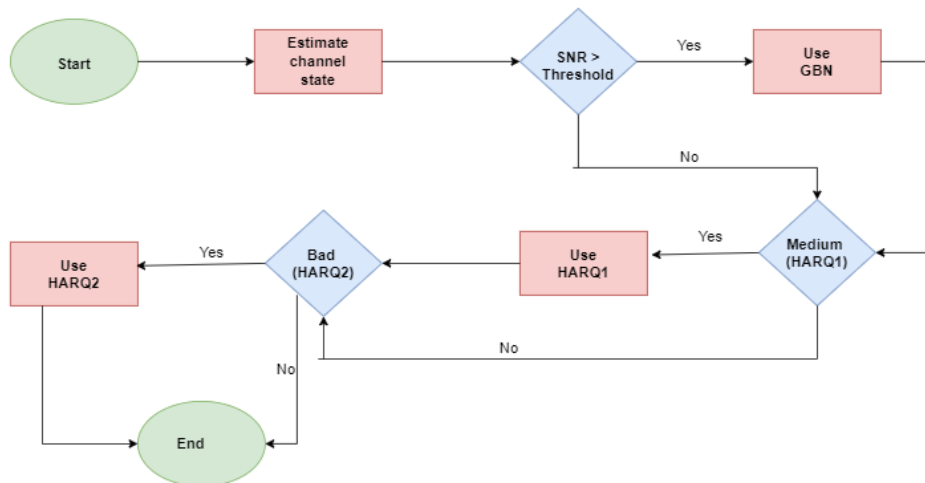 Start
Estimate
channel
state
SNR >
Threshold
Yes
Use
GBN
No
Medium
(HARQ1)
Yes
Use
HARQ1
Bad
(HARQ2)
Yes
Use
HARQ2
No
No
End